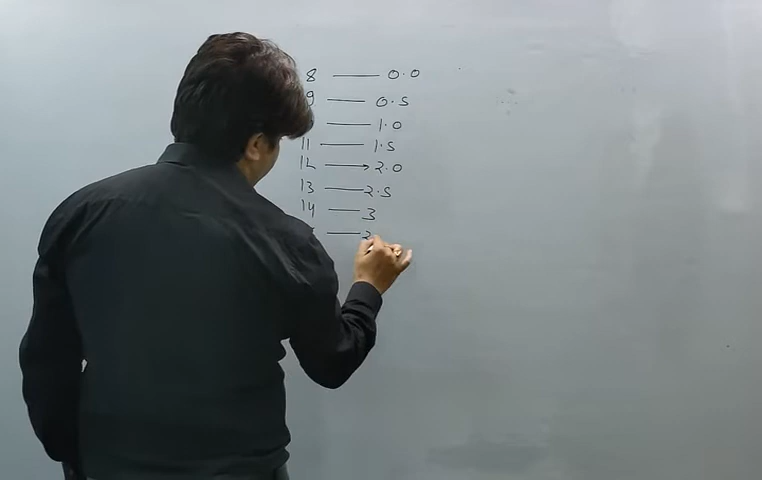 8 —— 0.0
9 —— 0.5
—— 1.0
11 —— 1.5
12 ——> 2.0
13 —— 2.5
14 —— 3
——